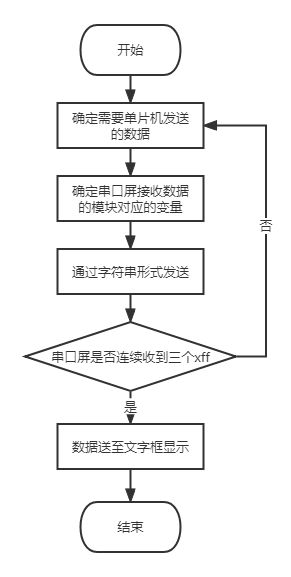 开始
确定需要单片机发送
的数据
确定串口屏接收数据
的模块对应的变量
通过字符串形式发送
串口屏是否连续收到三个xff
否
是
数据送至文字框显示
结束